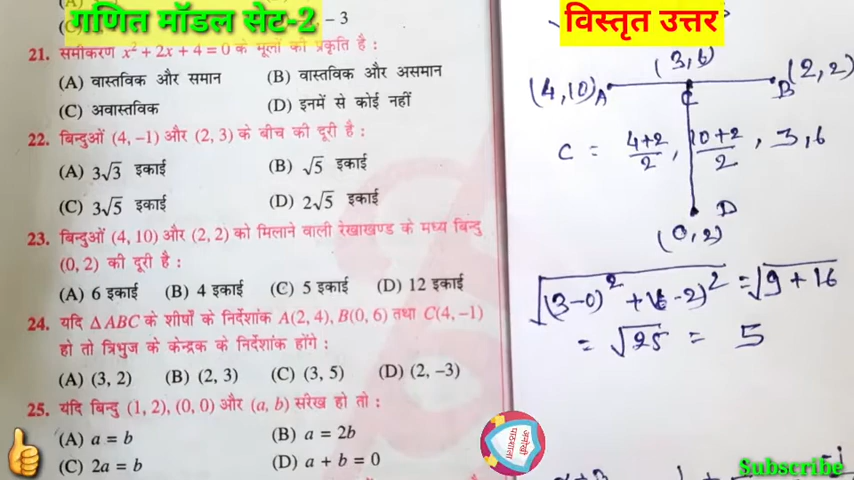 गणित मॉडल सेट-2
विस्तृत उत्तर
, – 3
21. समीकरण x² + 2x + 4 = 0 के मूलों की प्रकृति है :
(A) वास्तविक और समान (B) वास्तविक और असमान
(C) अवास्तविक (D) इनमें से कोई नहीं
22. बिन्दुओं (4, –1) और (2, 3) के बीच की दूरी है :
(A) 3√3 इकाई (B) √5 इकाई
(C) 3√5 इकाई (D) 2√5 इकाई
23. बिन्दुओं (4, 10) और (2, 2) को मिलाने वाली रेखाखण्ड के मध्य बिन्दु
(0, 2) की दूरी है :
(A) 6 इकाई (B) 4 इकाई (C) 5 इकाई (D) 12 इकाई
24. यदि ΔABC के शीर्षों के निर्देशांक A(2, 4), B(0, 6) तथा C(4, –1)
हो तो त्रिभुज के केन्द्रक के निर्देशांक होंगे :
(A) (3, 2) (B) (2, 3) (C) (3, 5) (D) (2, –3)
25. यदि बिन्दु (1, 2), (0, 0) और (a, b) संरेख हो तो :
(A) a = b (B) a = 2b
(C) 2a = b (D) a + b = 0
(3,6)
(4,10) A C B (2,2)
C = 4+2/2 , 10+2/2 , 3,6
D
(0,2)
√(3-0)² + (6-2)² = √9+16
= √25 = 5
Subscribe